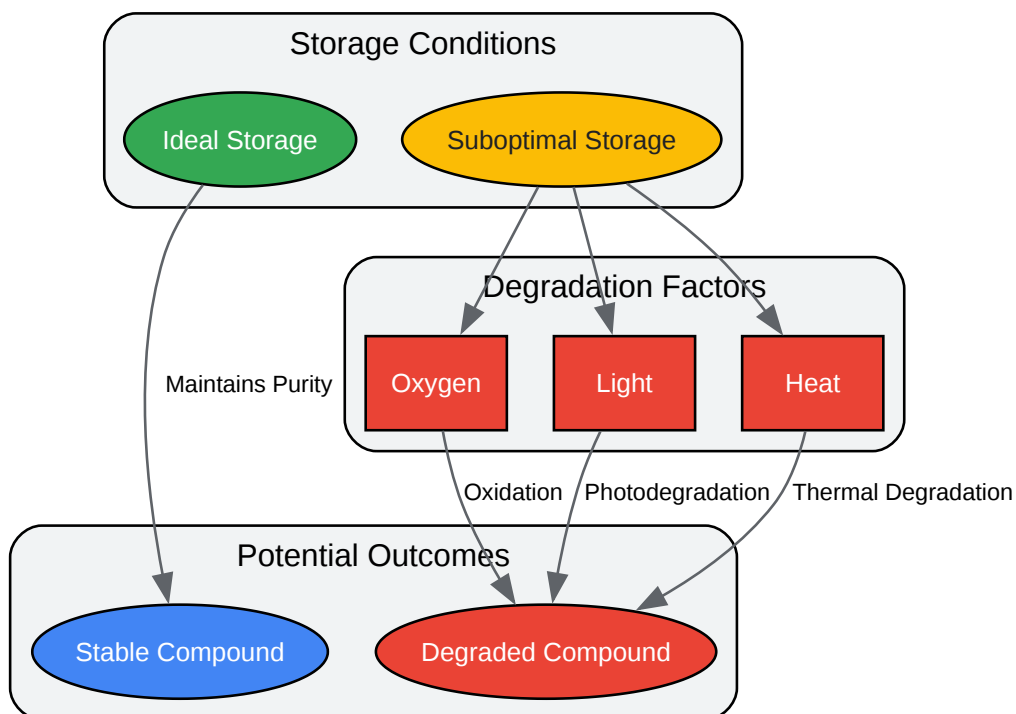 Storage Conditions
Ideal Storage
Suboptimal Storage
Degradation Factors
Oxygen
Light
Heat
Maintains Purity
Oxidation
Photodegradation
Thermal Degradation
Potential Outcomes
Stable Compound
Degraded Compound